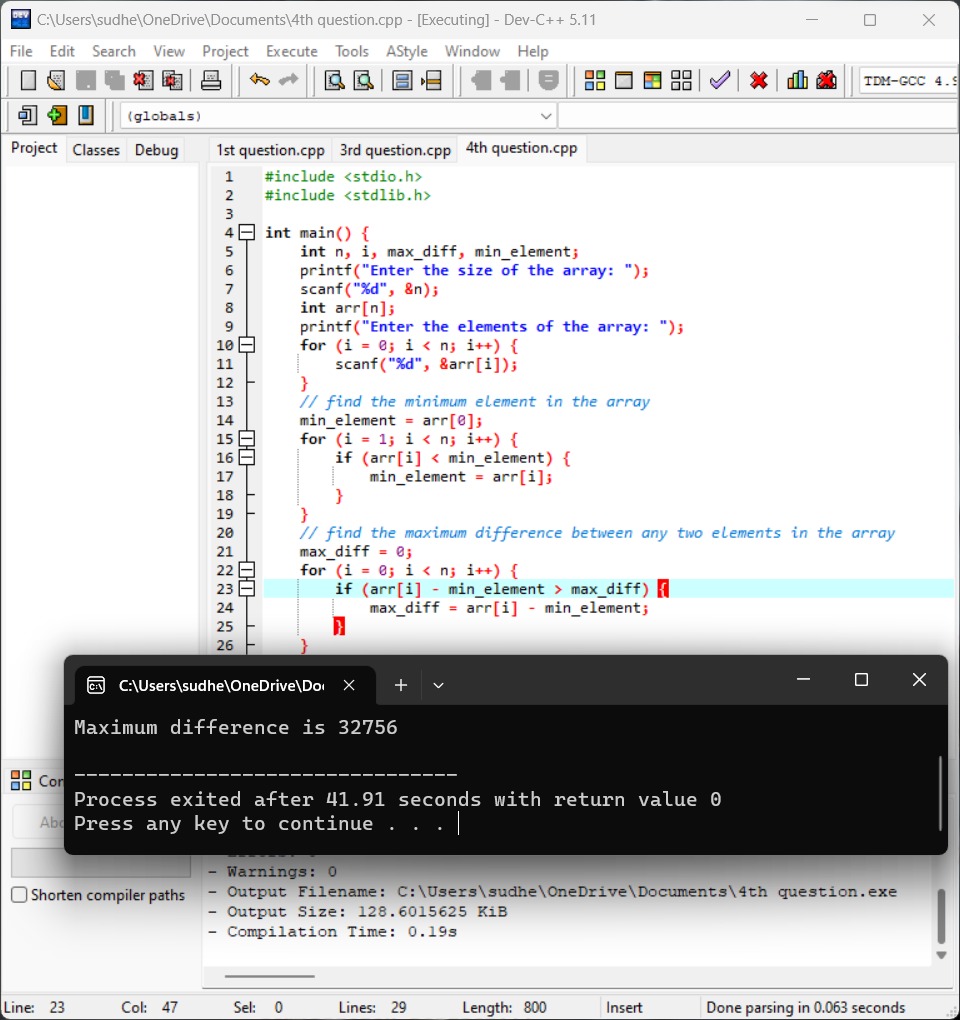 C:\Users\sudhe\OneDrive\Documents\4th question.cpp - [Executing] - Dev-C++ 5.11
File Edit Search View Project Execute Tools AStyle Window Help
TDM-GCC 4.9
(globals)
Project Classes Debug
1st question.cpp 3rd question.cpp 4th question.cpp
1 #include <stdio.h>
2 #include <stdlib.h>
3
4 int main() {
5 int n, i, max_diff, min_element;
6 printf("Enter the size of the array: ");
7 scanf("%d", &n);
8 int arr[n];
9 printf("Enter the elements of the array: ");
10 for (i = 0; i < n; i++) {
11 scanf("%d", &arr[i]);
12 }
13 // find the minimum element in the array
14 min_element = arr[0];
15 for (i = 1; i < n; i++) {
16 if (arr[i] < min_element) {
17 min_element = arr[i];
18 }
19 }
20 // find the maximum difference between any two elements in the array
21 max_diff = 0;
22 for (i = 0; i < n; i++) {
23 if (arr[i] - min_element > max_diff) {
24 max_diff = arr[i] - min_element;
25 }
26 }
C:\Users\sudhe\OneDrive\Do
Maximum difference is 32756
--------------------------------
Process exited after 41.91 seconds with return value 0
Press any key to continue . . .
Shorten compiler paths
- Warnings: 0
- Output Filename: C:\Users\sudhe\OneDrive\Documents\4th question.exe
- Output Size: 128.6015625 KiB
- Compilation Time: 0.19s
Line: 23 Col: 47 Sel: 0 Lines: 29 Length: 800 Insert Done parsing in 0.063 seconds